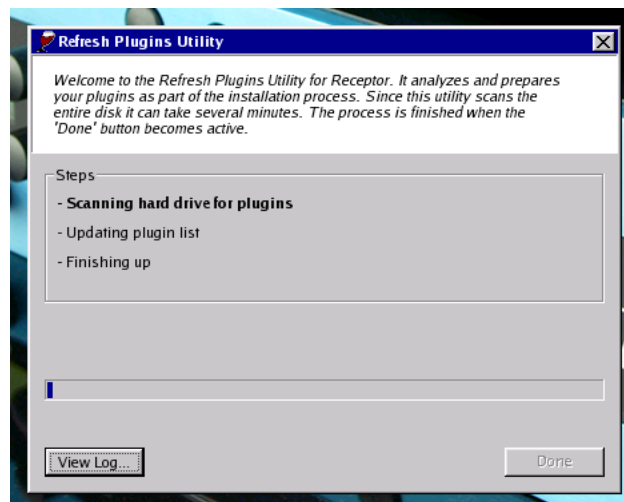 Refresh Plugins Utility
Welcome to the Refresh Plugins Utility for Receptor. It analyzes and prepares
your plugins as part of the installation process. Since this utility scans the
entire disk it can take several minutes. The process is finished when the
'Done' button becomes active.
Steps
- Scanning hard drive for plugins
- Updating plugin list
- Finishing up
View Log...
Done